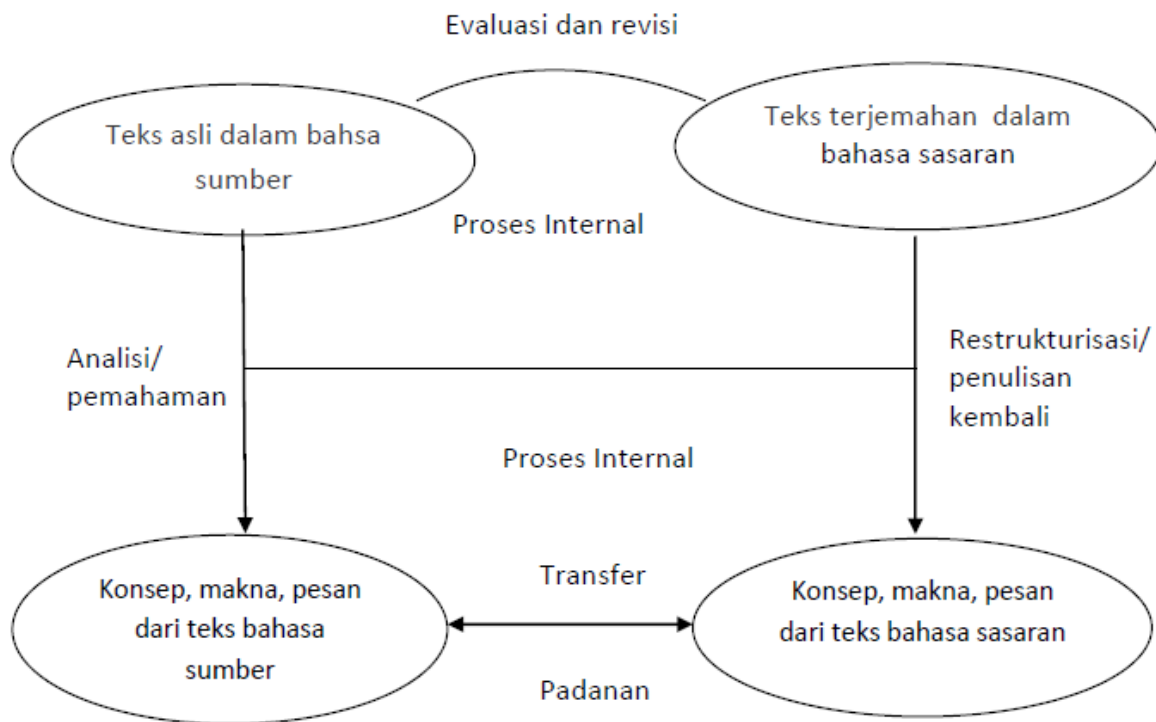 Evaluasi dan revisi
Teks asli dalam bahsa
sumber
Teks terjemahan dalam
bahasa sasaran
Proses Internal
Analisi/
pemahaman
Restrukturisasi/
penulisan
kembali
Proses Internal
Konsep, makna, pesan
dari teks bahasa
sumber
Transfer
Padanan
Konsep, makna, pesan
dari teks bahasa sasaran